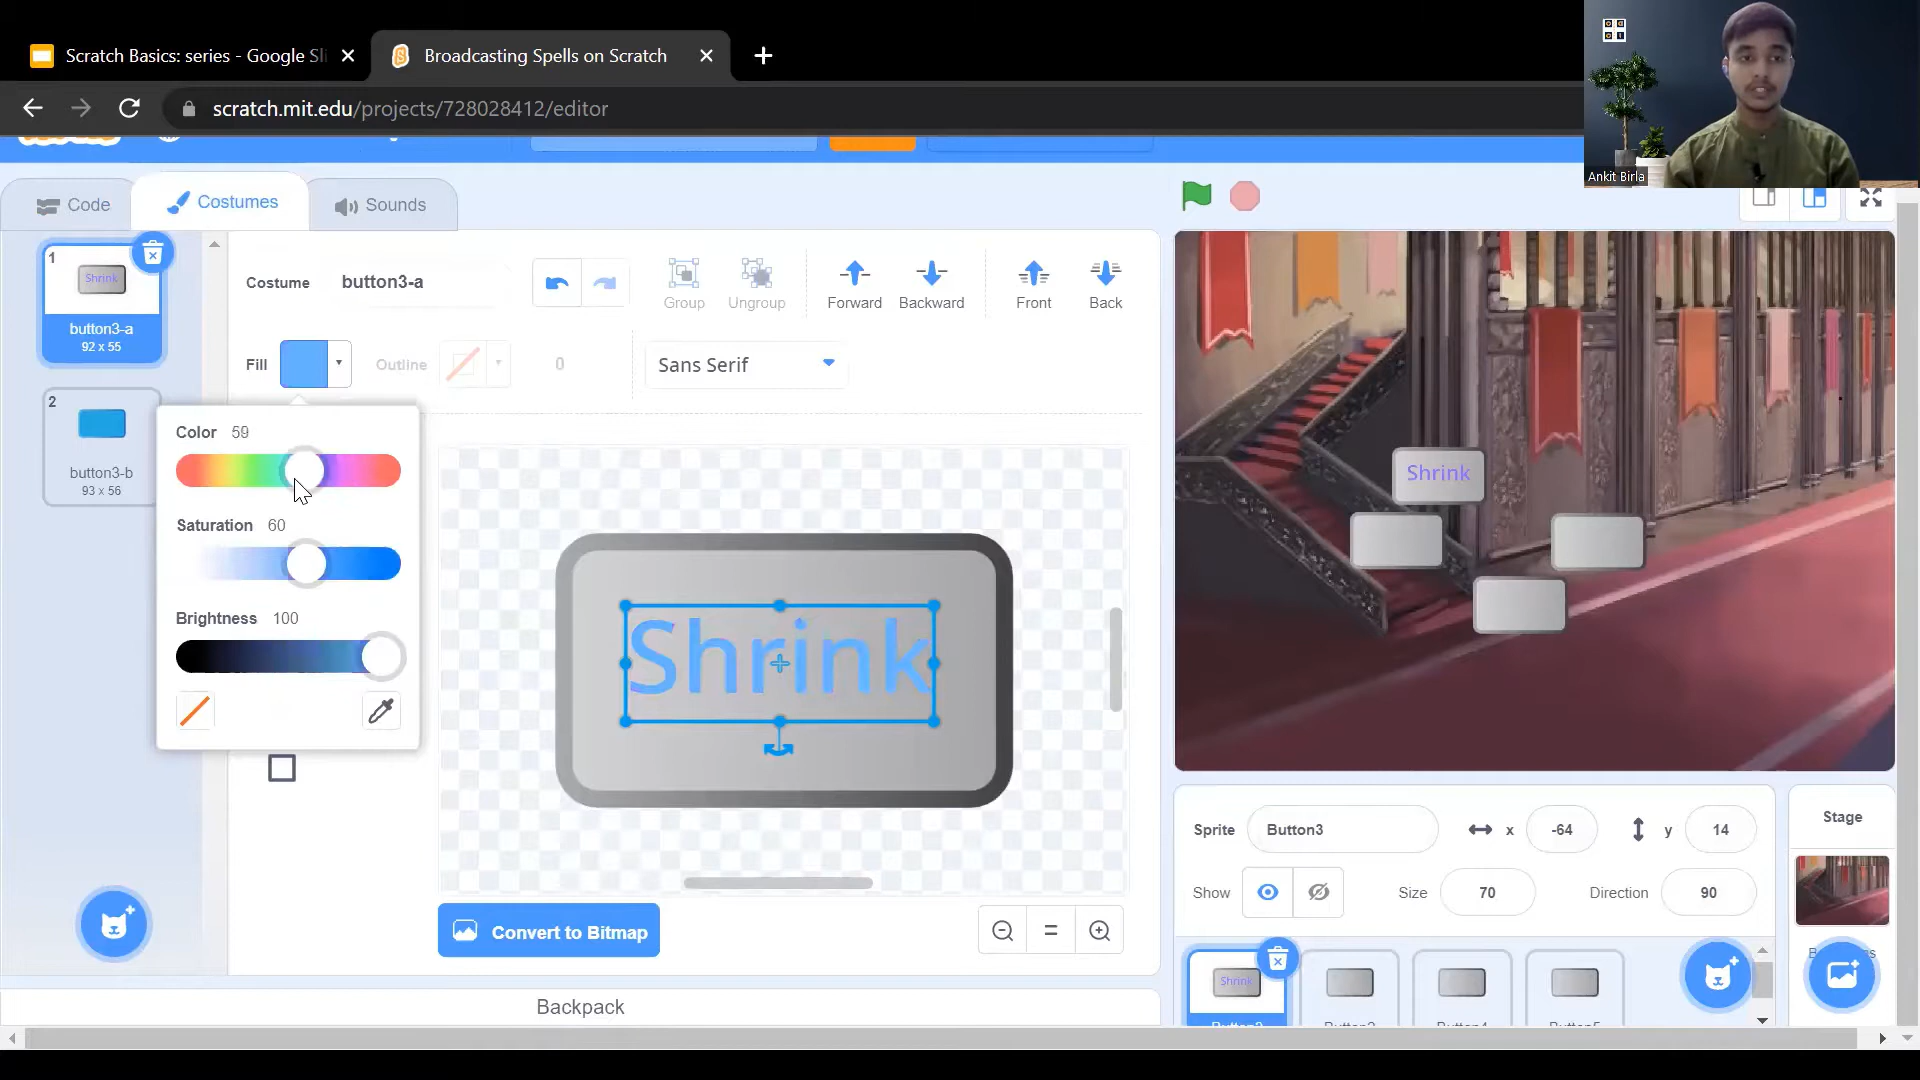 Scratch Basics: series - Google Sli
Broadcasting Spells on Scratch
scratch.mit.edu/projects/728028412/editor
Ankit Birla
Code
Costumes
Sounds
1
Shrink
button3-a
92 x 55
2
button3-b
93 x 56
Costume
button3-a
Group
Ungroup
Forward
Backward
Front
Back
Fill
Outline
0
Sans Serif
Color 59
Saturation 60
Brightness 100
Shrink
Shrink
Convert to Bitmap
Backpack
Sprite
Button3
x
-64
y
14
Show
Size
70
Direction
90
Stage
Shrink